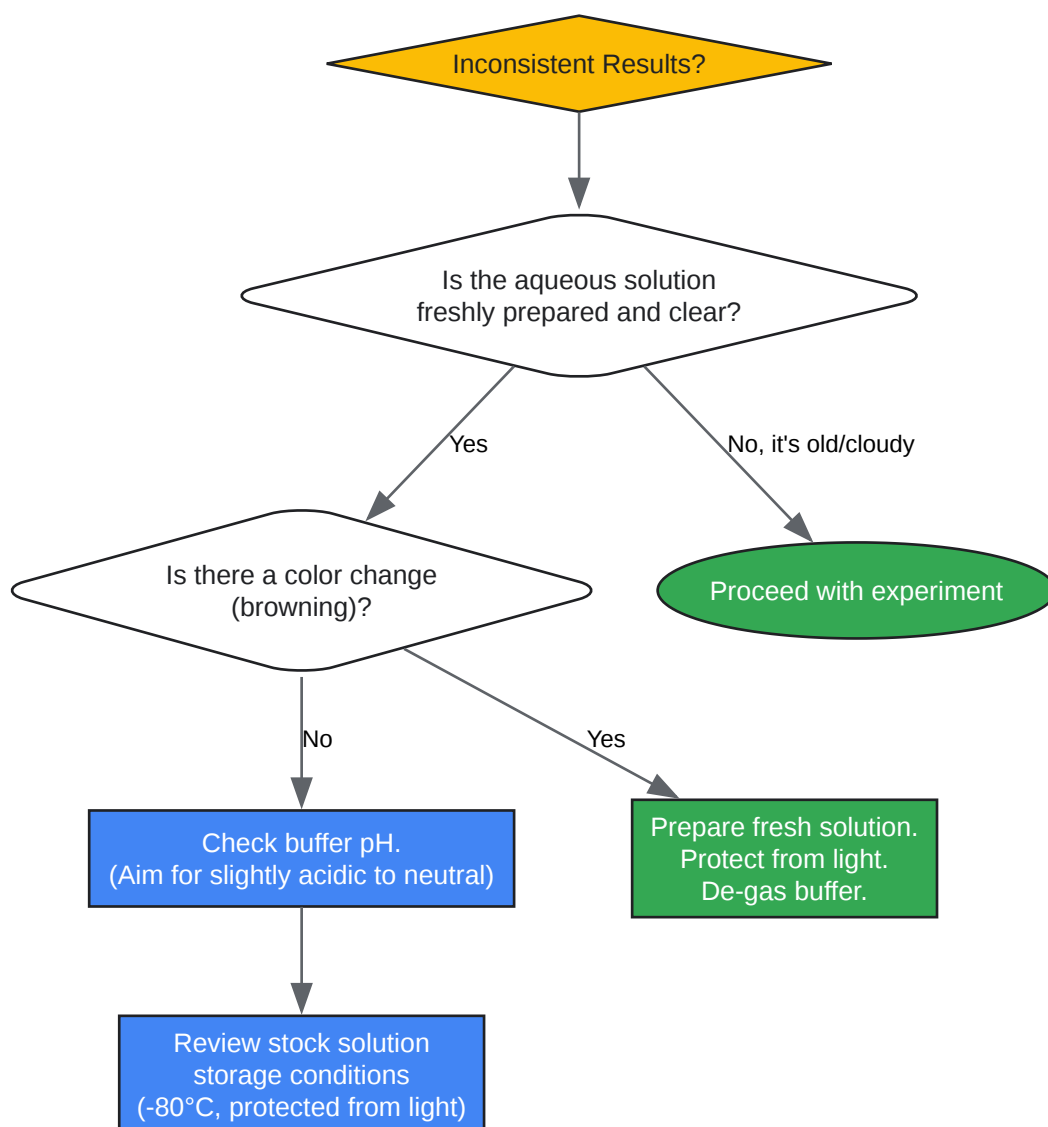 Inconsistent Results?
Is the aqueous solution
freshly prepared and clear?
Yes
No, it's old/cloudy
Is there a color change
(browning)?
Proceed with experiment
No
Yes
Check buffer pH.
(Aim for slightly acidic to neutral)
Prepare fresh solution.
Protect from light.
De-gas buffer.
Review stock solution
storage conditions
(-80°C, protected from light)